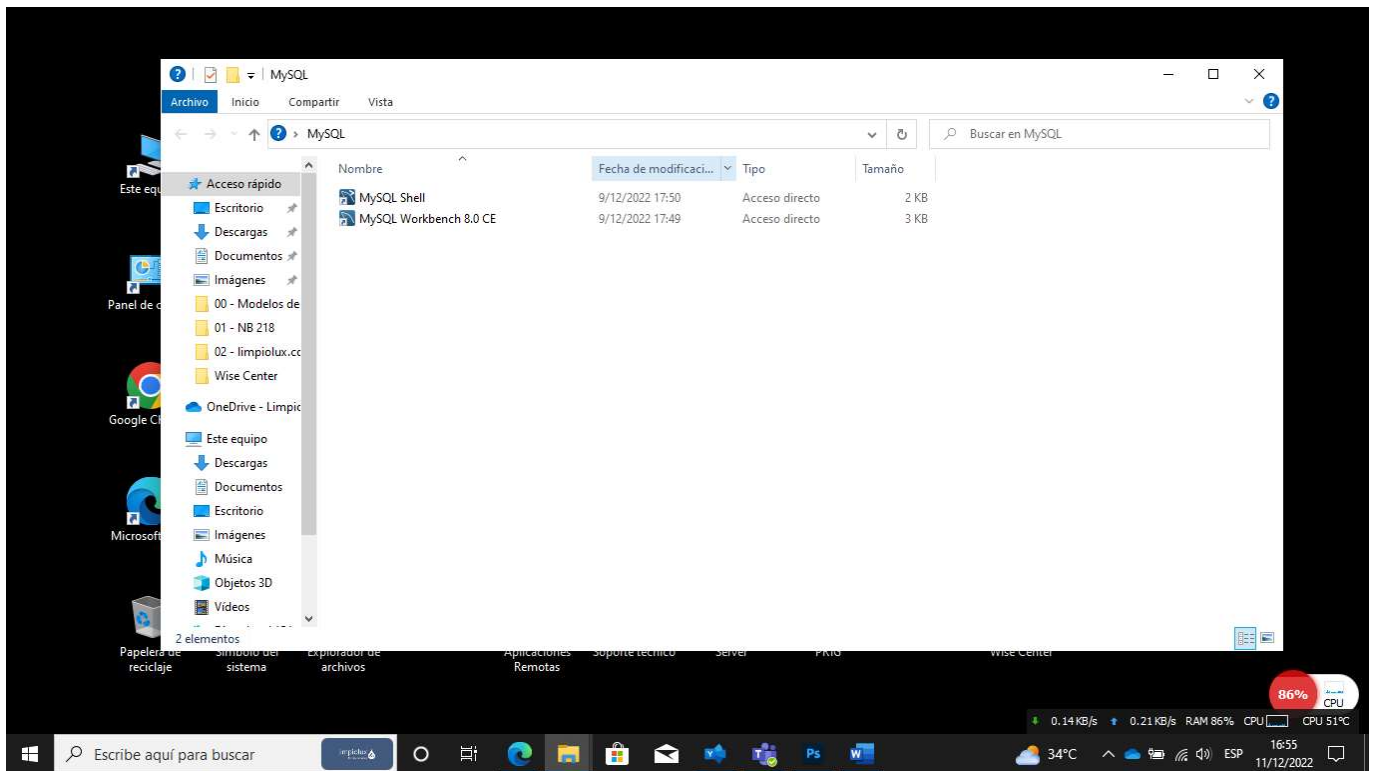 MySQL
Archivo Inicio Compartir Vista
MySQL
Buscar en MySQL
Nombre Fecha de modificaci... Tipo Tamaño
MySQL Shell 9/12/2022 17:50 Acceso directo 2 KB
MySQL Workbench 8.0 CE 9/12/2022 17:49 Acceso directo 3 KB
Acceso rápido
Escritorio
Descargas
Documentos
Imágenes
00 - Modelos de
01 - NB 218
02 - limpiolux.cc
Wise Center
OneDrive - Limpic
Este equipo
Descargas
Documentos
Escritorio
Imágenes
Música
Objetos 3D
Vídeos
2 elementos
Este equ
Panel de c
Google Cl
Microsoft
Papelera de
reciclaje
Símbolo del
sistema
Explorador de
archivos
Aplicaciones
Remotas
Soporte tecnico
Server
Wise Center
86%
CPU
0.14 KB/s 0.21 KB/s RAM 86% CPU CPU 51°C
Escribe aquí para buscar
Ps
W
34°C
ESP
16:55
11/12/2022